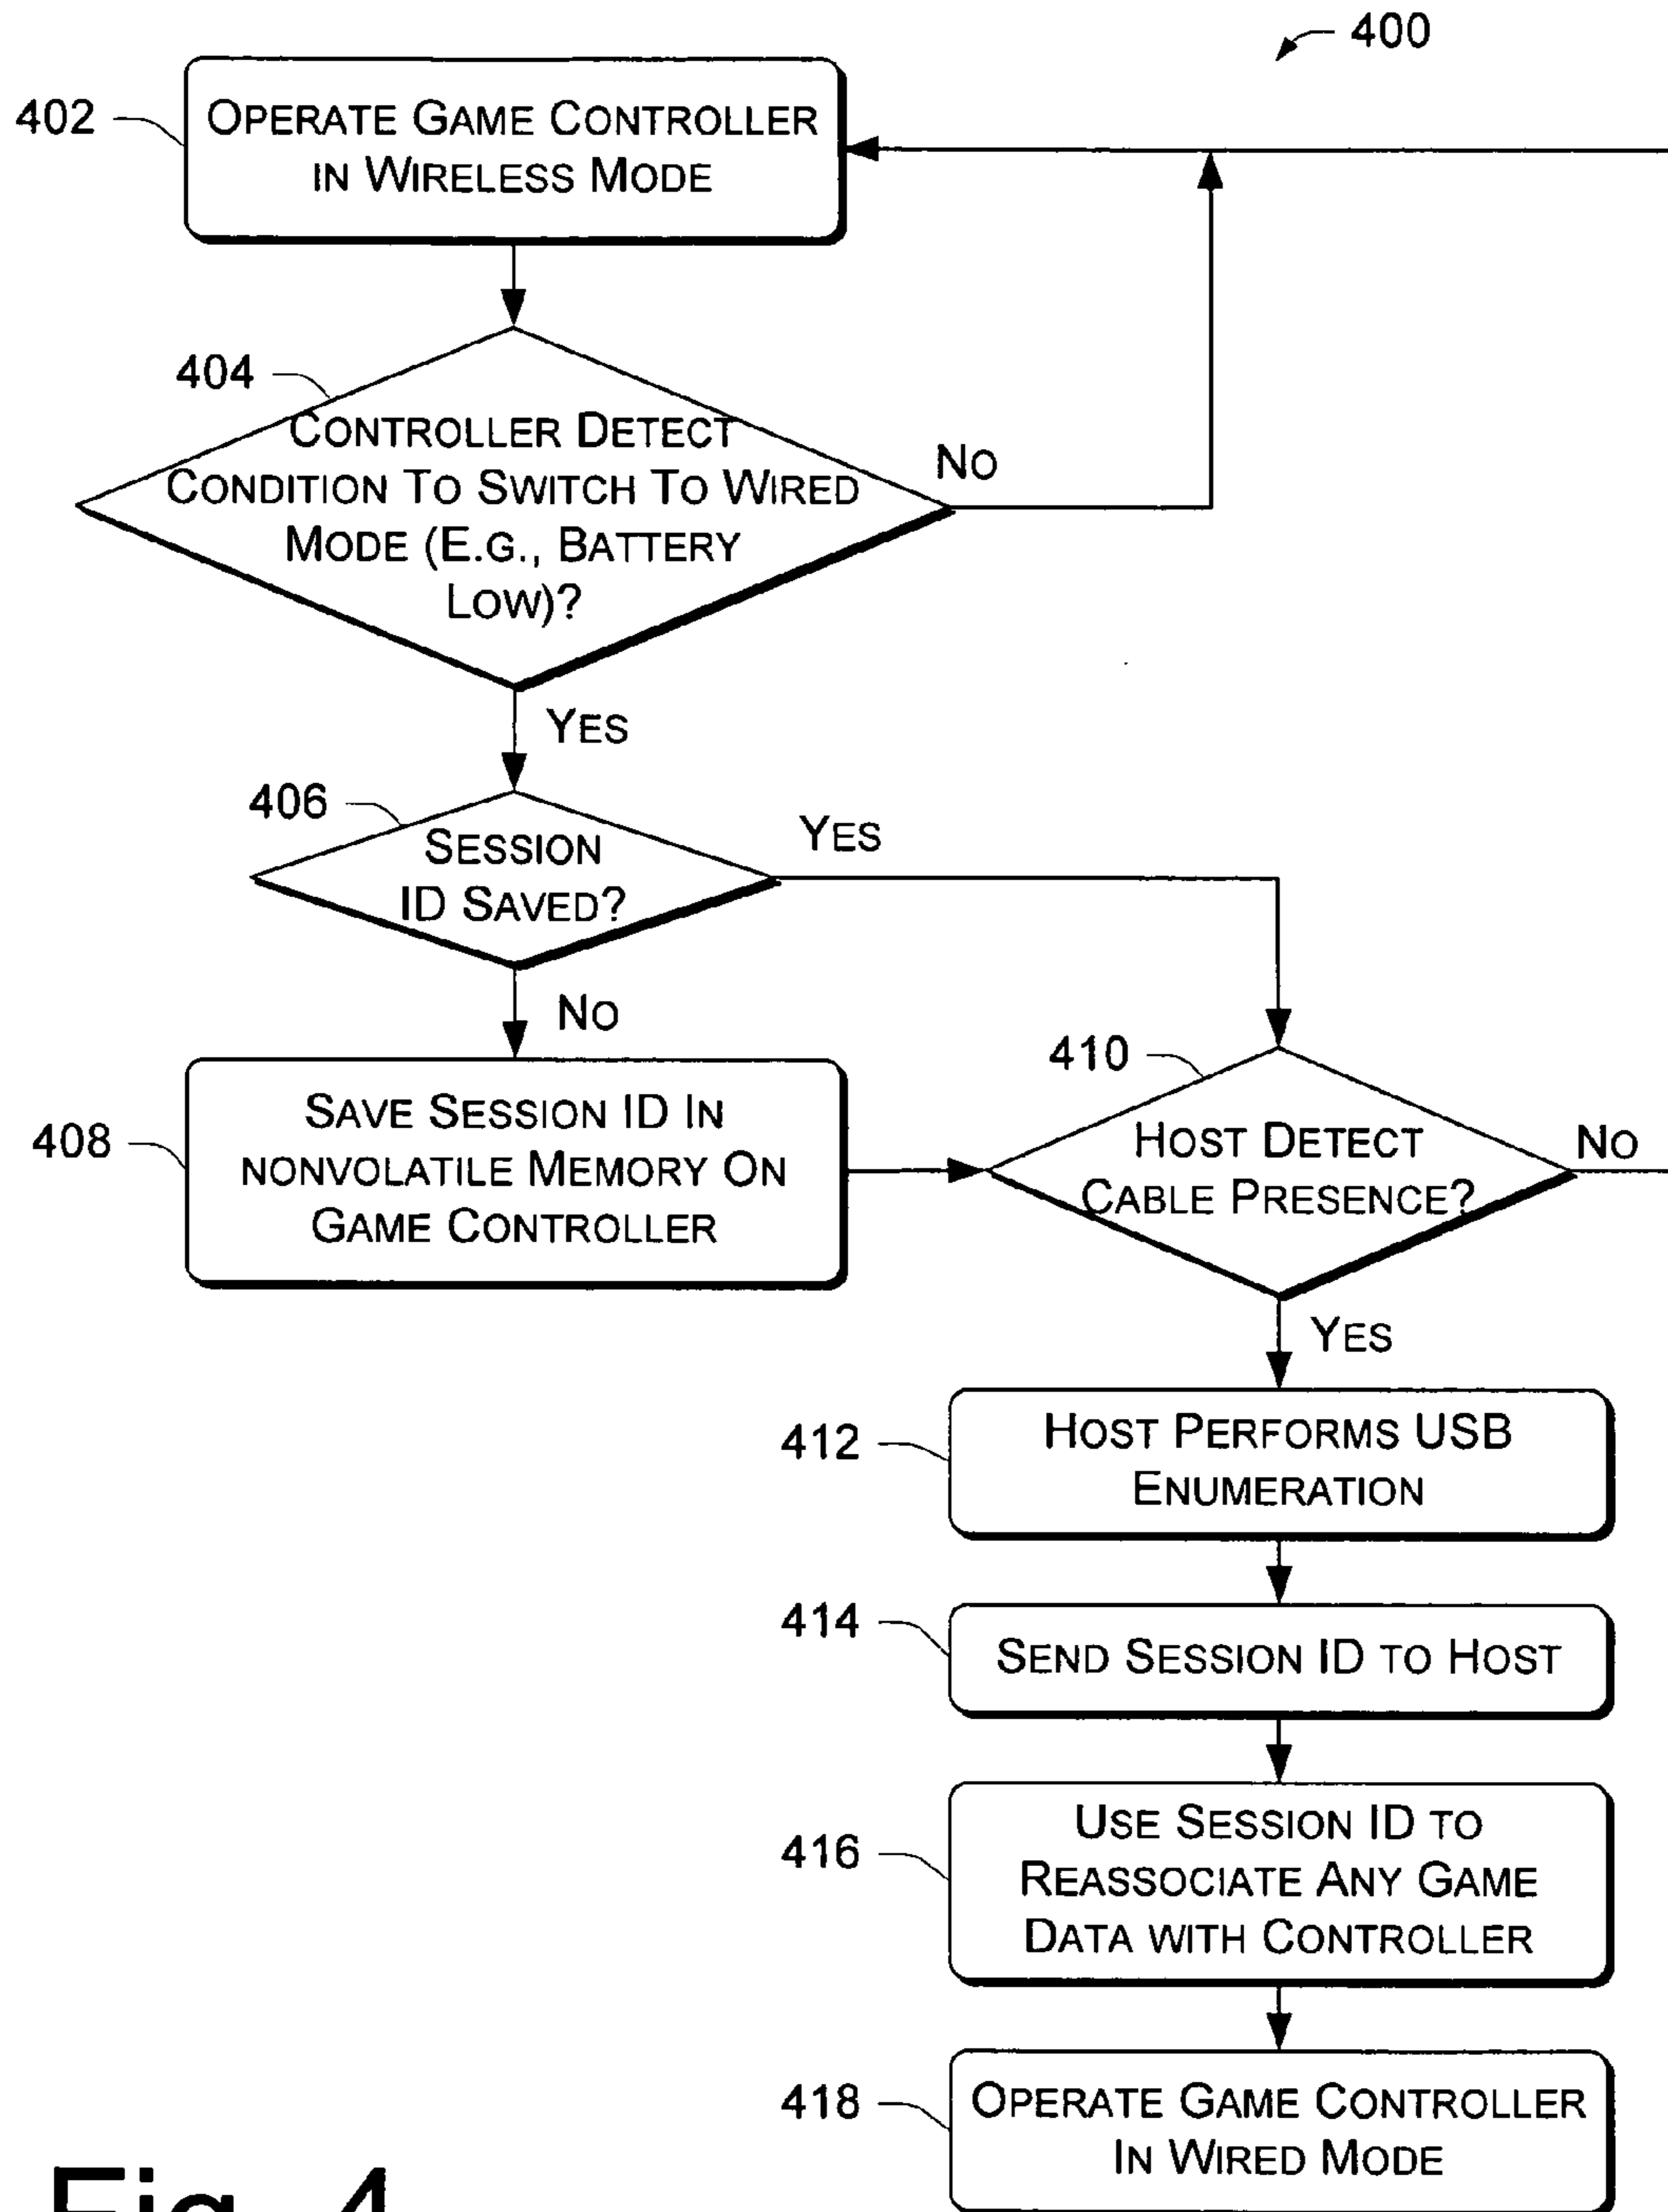 400
402
OPERATE GAME CONTROLLER
IN WIRELESS MODE
404
CONTROLLER DETECT
CONDITION TO SWITCH TO WIRED
MODE (E.G., BATTERY
LOW)?
NO
YES
406
SESSION
ID SAVED?
YES
NO
408
SAVE SESSION ID IN
NONVOLATILE MEMORY ON
GAME CONTROLLER
410
HOST DETECT
CABLE PRESENCE?
NO
YES
412
HOST PERFORMS USB
ENUMERATION
414
SEND SESSION ID TO HOST
416
USE SESSION ID TO
REASSOCIATE ANY GAME
DATA WITH CONTROLLER
418
OPERATE GAME CONTROLLER
IN WIRED MODE
Fig. 4